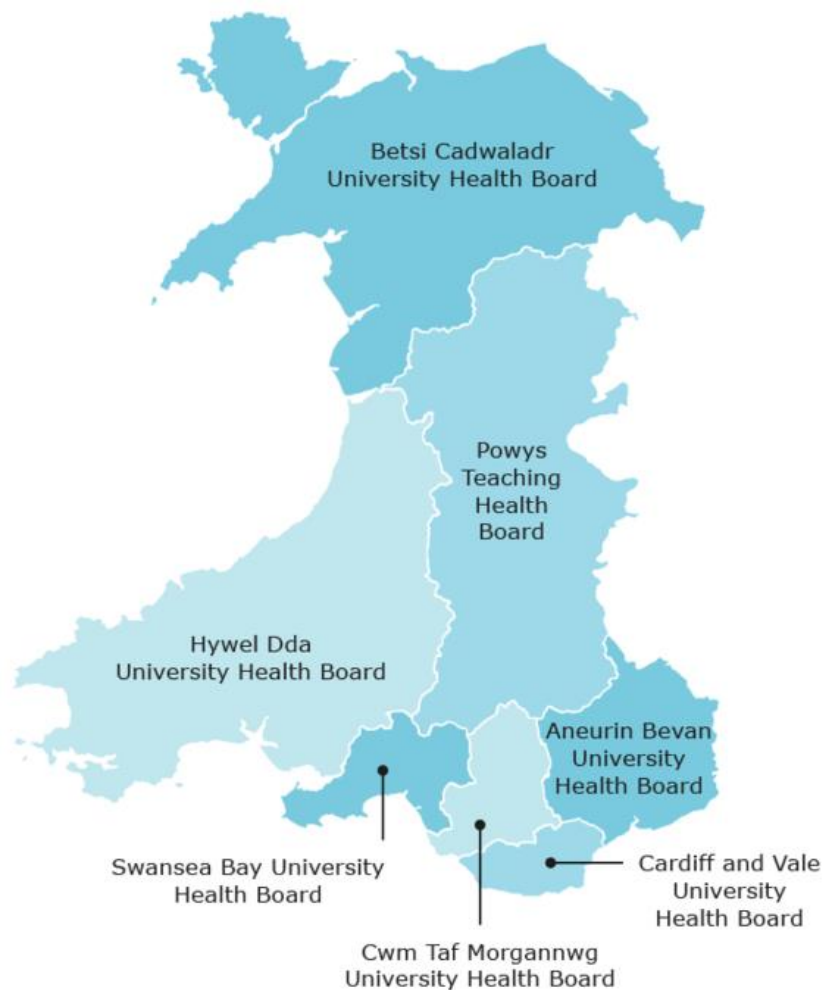 Betsi Cadwaladr
University Health Board
Powys
Teaching
Health
Board
Hywel Dda
University Health Board
Aneurin Bevan
University
Health Board
Swansea Bay University
Health Board
Cardiff and Vale
University
Health Board
Cwm Taf Morgannwg
University Health Board